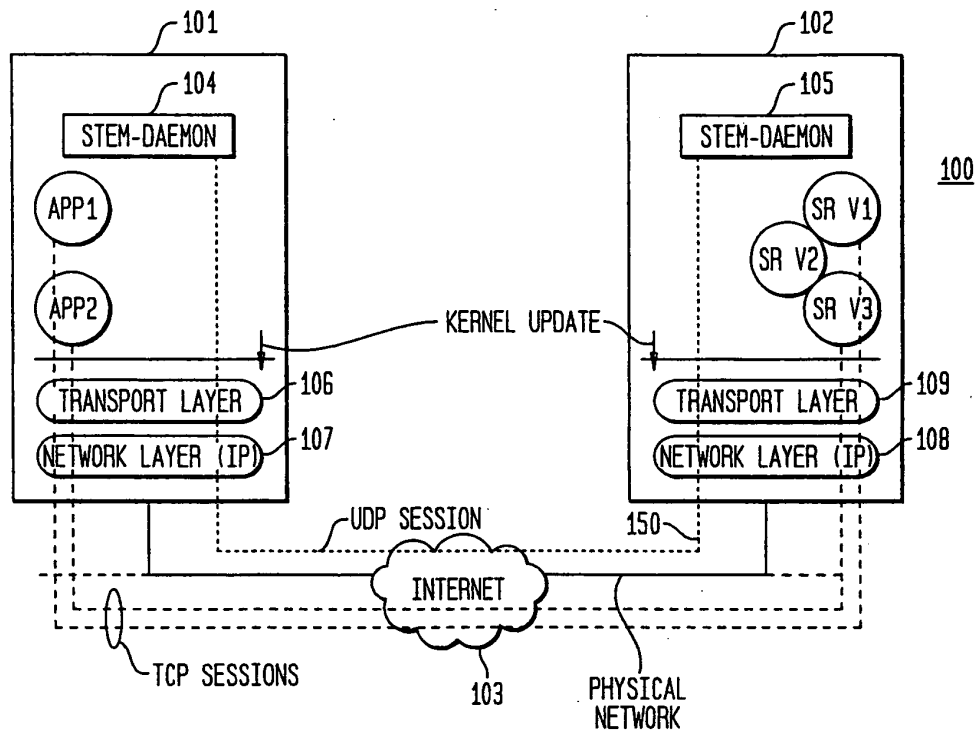 101
102
104
105
STEM-DAEMON
STEM-DAEMON
100
APP1
SR V1
SR V2
APP2
SR V3
KERNEL UPDATE
106
TRANSPORT LAYER
TRANSPORT LAYER
109
107
NETWORK LAYER (IP)
NETWORK LAYER (IP)
108
UDP SESSION
150
INTERNET
TCP SESSIONS
103
PHYSICAL
NETWORK